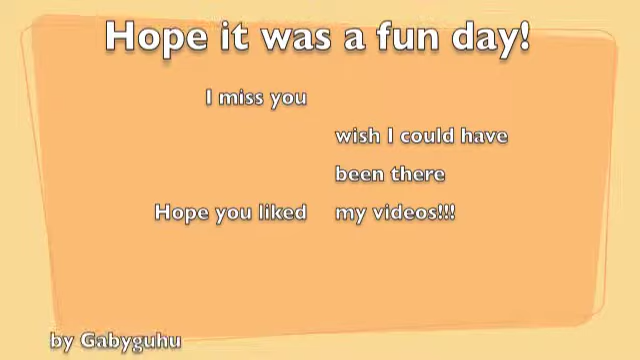 Hope it was a fun day!
I miss you
wish I could have
been there
Hope you liked my videos!!!
by Gabyguhu